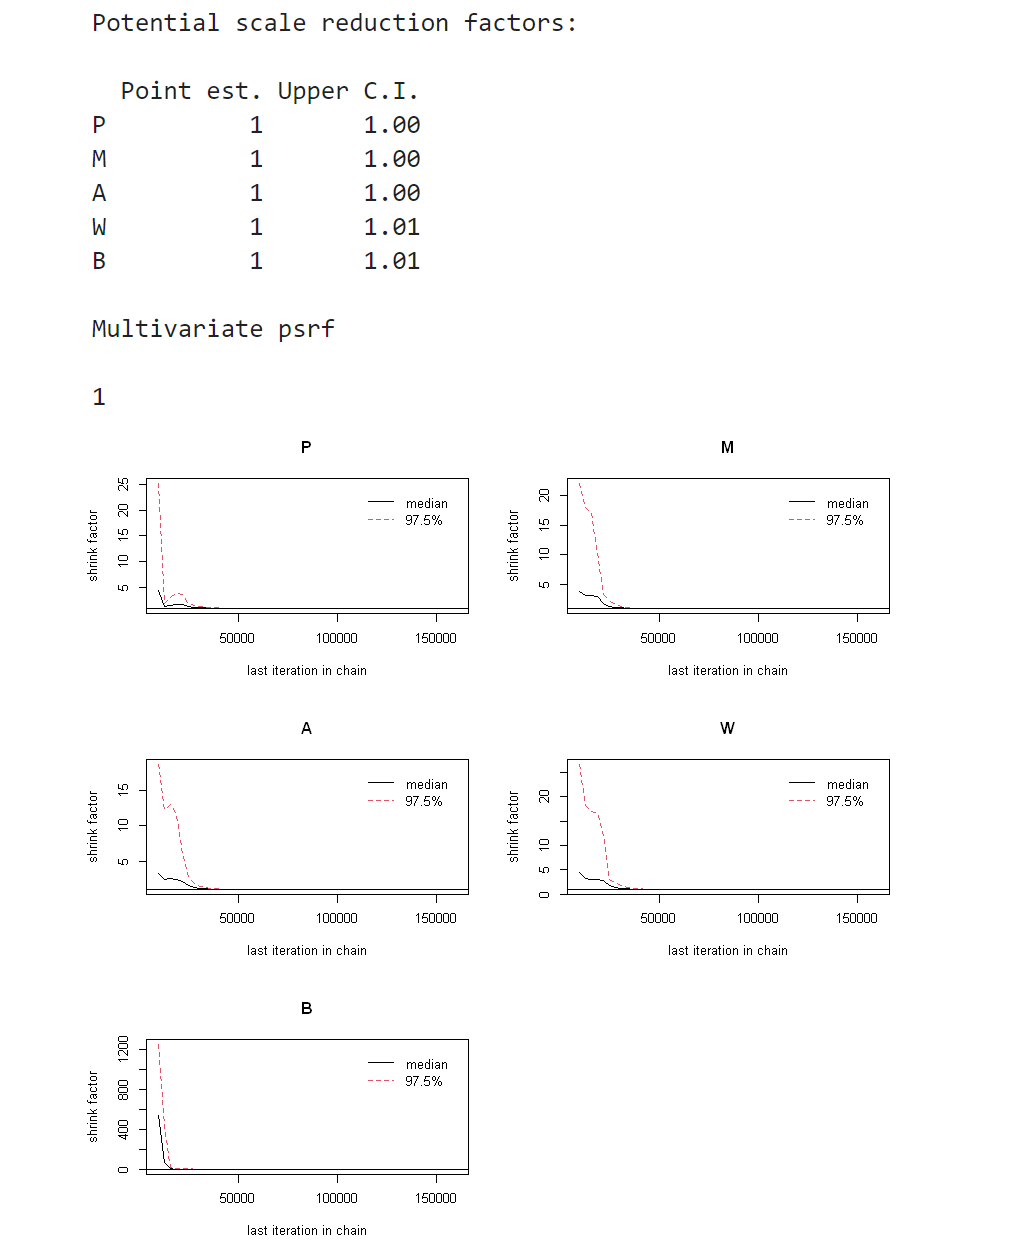 Potential scale reduction factors:
Point est. Upper C.I.
P 1 1.00
M 1 1.00
A 1 1.00
W 1 1.01
B 1 1.01
Multivariate psrf
1
P
shrink factor
5 10 15 20 25
median
97.5%
50000 100000 150000
last iteration in chain
M
shrink factor
5 10 15 20
median
97.5%
50000 100000 150000
last iteration in chain
A
shrink factor
5 10 15
median
97.5%
50000 100000 150000
last iteration in chain
W
shrink factor
0 5 10 20
median
97.5%
50000 100000 150000
last iteration in chain
B
shrink factor
0 400 800 1200
median
97.5%
50000 100000 150000
last iteration in chain